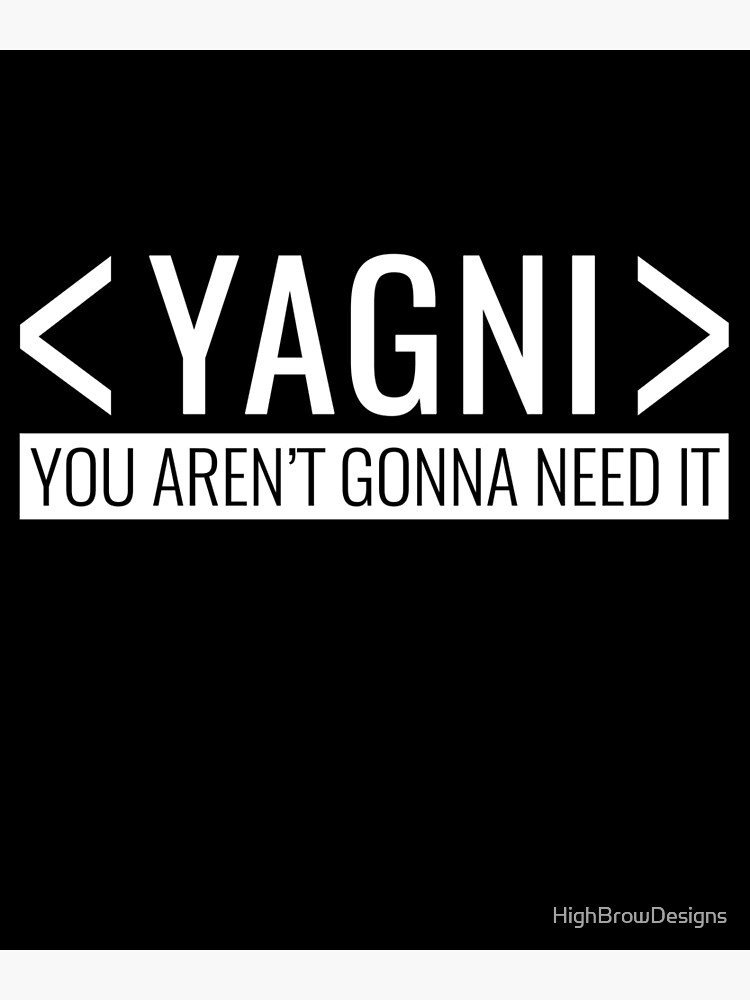 <YAGNI>
YOU AREN’T GONNA NEED IT
HighBrowDesigns